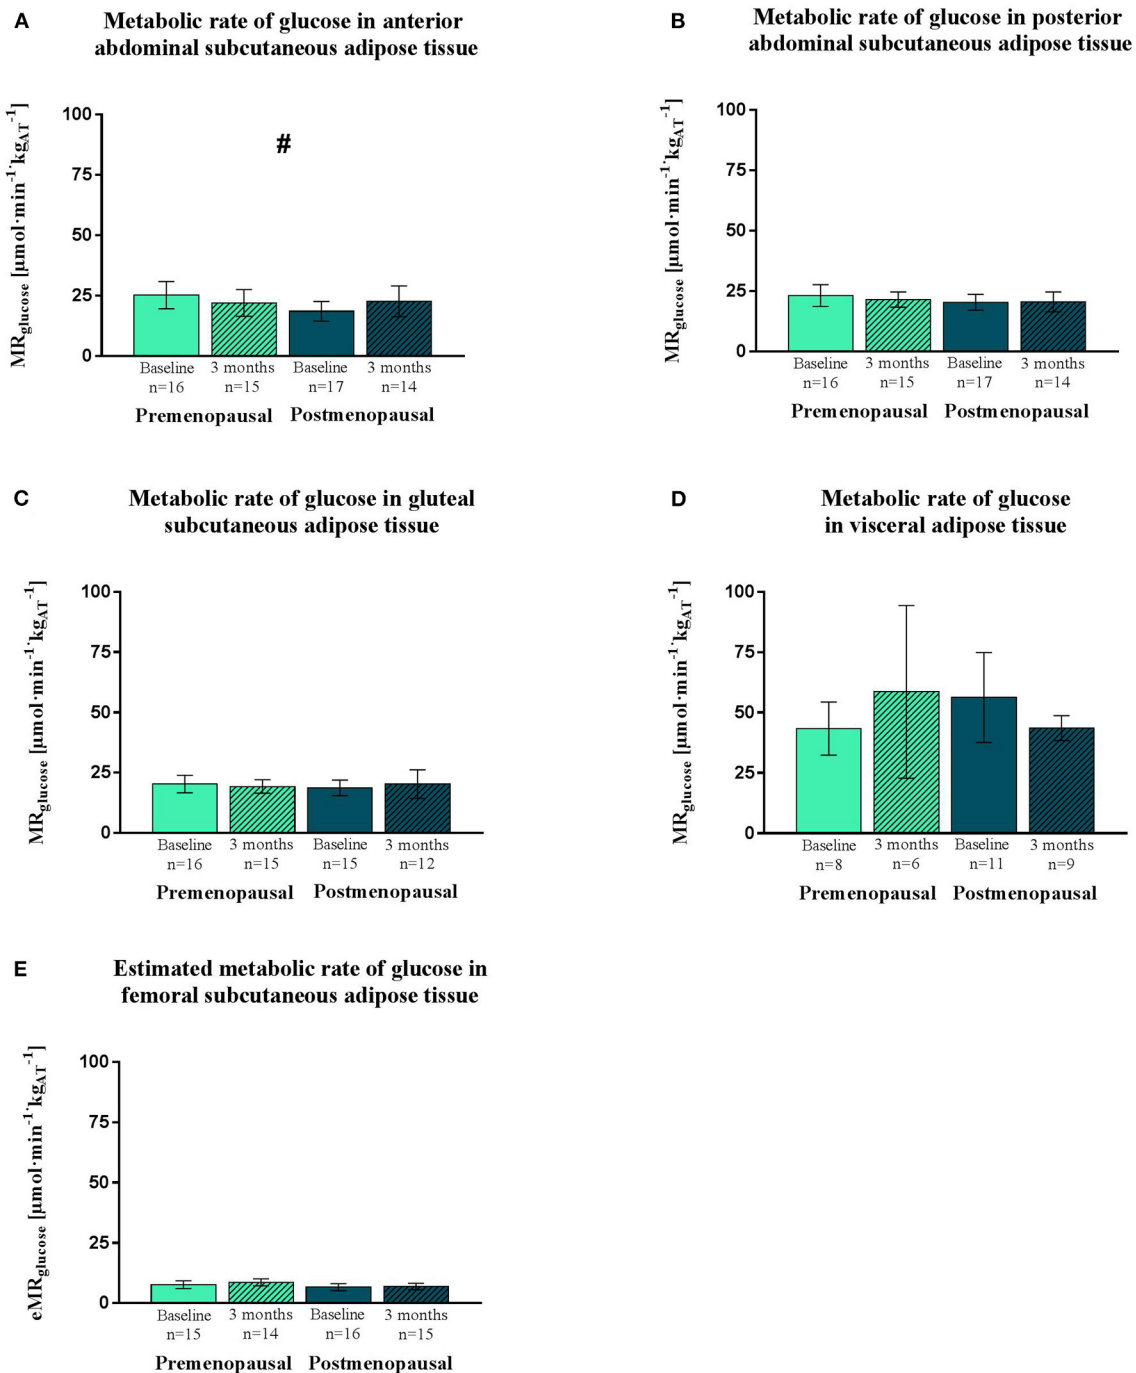 A
Metabolic rate of glucose in anterior
abdominal subcutaneous adipose tissue
MRglucose [µmol·min⁻¹·kgAT⁻¹]
100
75
50
25
0
#
Baseline 3 months Baseline 3 months
n=16 n=15 n=17 n=14
Premenopausal Postmenopausal
B
Metabolic rate of glucose in posterior
abdominal subcutaneous adipose tissue
MRglucose [µmol·min⁻¹·kgAT⁻¹]
100
75
50
25
0
Baseline 3 months Baseline 3 months
n=16 n=15 n=17 n=14
Premenopausal Postmenopausal
C
Metabolic rate of glucose in gluteal
subcutaneous adipose tissue
MRglucose [µmol·min⁻¹·kgAT⁻¹]
100
75
50
25
0
Baseline 3 months Baseline 3 months
n=16 n=15 n=15 n=12
Premenopausal Postmenopausal
D
Metabolic rate of glucose
in visceral adipose tissue
MRglucose [µmol·min⁻¹·kgAT⁻¹]
100
75
50
25
0
Baseline 3 months Baseline 3 months
n=8 n=6 n=11 n=9
Premenopausal Postmenopausal
E
Estimated metabolic rate of glucose in
femoral subcutaneous adipose tissue
eMRglucose [µmol·min⁻¹·kgAT⁻¹]
100
75
50
25
0
Baseline 3 months Baseline 3 months
n=15 n=14 n=16 n=15
Premenopausal Postmenopausal